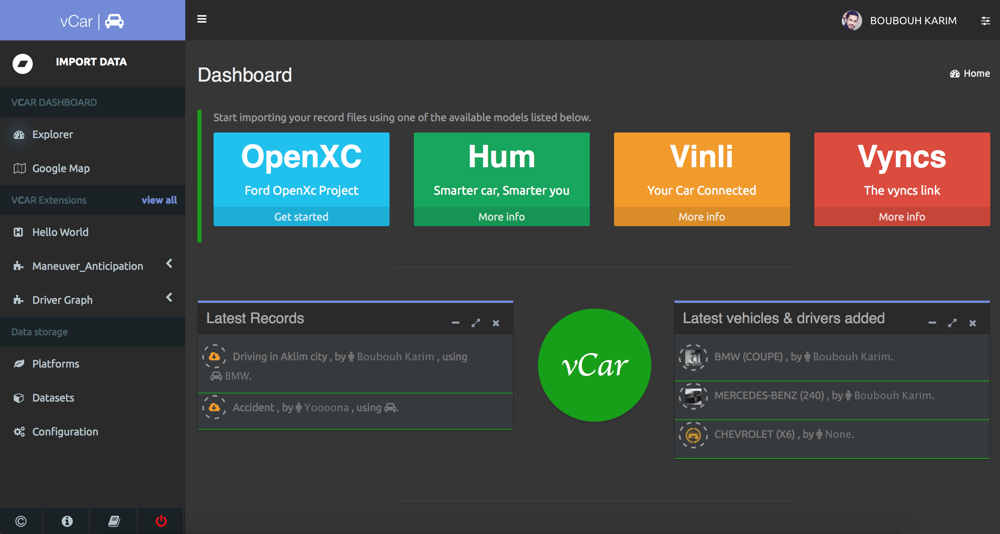 vCar |
BOUBOUH KARIM
IMPORT DATA
VCAR DASHBOARD
Explorer
Google Map
VCAR Extensions view all
Hello World
Maneuver_Anticipation
Driver Graph
Data storage
Platforms
Datasets
Configuration
Dashboard
Home
Start importing your record files using one of the available models listed below.
OpenXC
Ford OpenXc Project
Get started
Hum
Smarter car, Smarter you
More info
Vinli
Your Car Connected
More info
Vyncs
The vyncs link
More info
Latest Records
Driving in Aklim city , by Boubouh Karim , using
BMW.
Accident , by Yoooona , using .
vCar
Latest vehicles & drivers added
BMW (COUPE) , by Boubouh Karim.
MERCEDES-BENZ (240) , by Boubouh Karim.
CHEVROLET (X6) , by None.